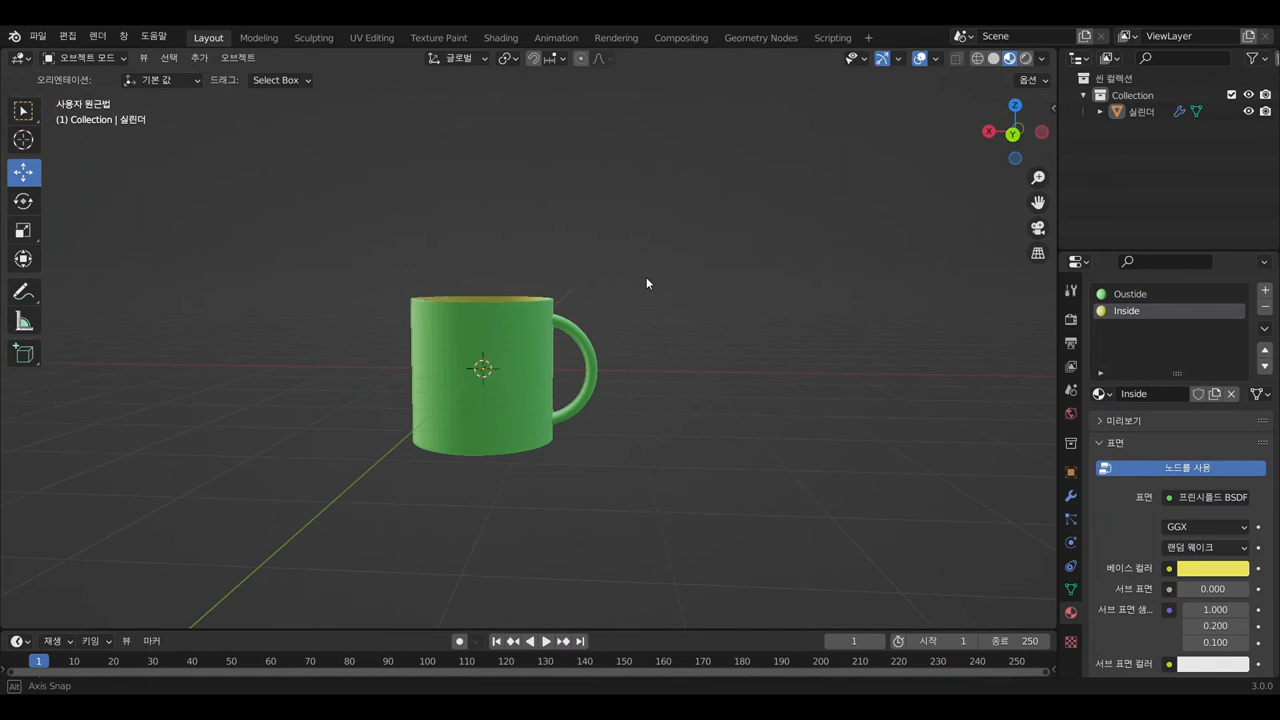 파일 편집 렌더 창 도움말 Layout Modeling Sculpting UV Editing Texture Paint Shading Animation Rendering Compositing Geometry Nodes Scripting Scene ViewLayer
오브젝트 모드 뷰 선택 추가 오브젝트 글로벌
오리엔테이션: 기본 값 드래그: Select Box 옵션
씬 컬렉션
Collection
실린더
사용자 원근법
(1) Collection | 실린더
Z
X
Y
Oustide
Inside
Inside
미리보기
표면
노드를 사용
표면 프린시플드 BSDF
GGX
랜덤 웨이크
베이스 컬러
서브 표면 0.000
서브 표면 샘... 1.000
0.200
0.100
서브 표면 컬러
재생 키잉 뷰 마커 1 시작 1 종료 250
1 10 20 30 40 50 60 70 80 90 100 110 120 130 140 150 160 170 180 190 200 210 220 230 240 250
Alt Axis Snap 3.0.0